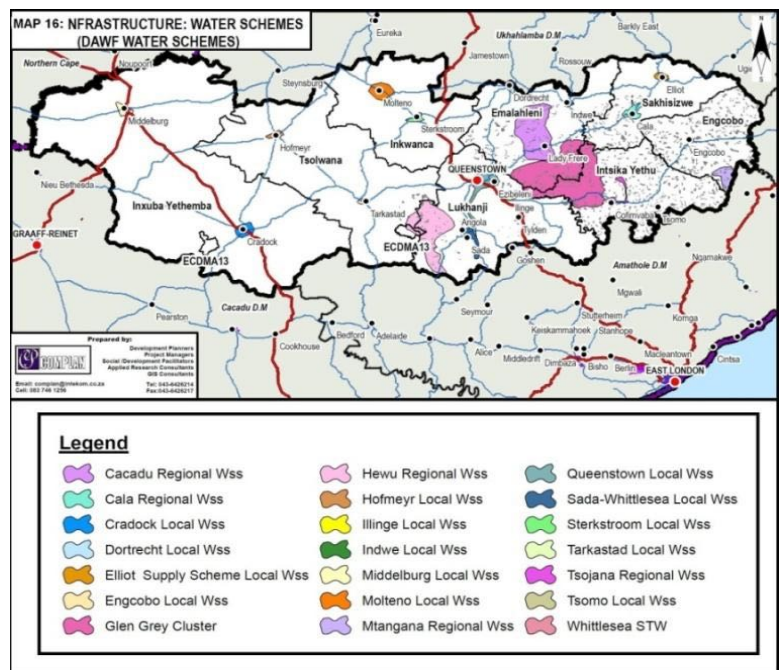 MAP 16: NFRASTRUCTURE: WATER SCHEMES
(DAWF WATER SCHEMES)
Eureka
Ukhahlamba D.M
Barkly East
Jamestown
Rossouw
Noupoort
Northern Cape
Steynsburg
Elliot
Molteno
Dordrecht
Indwe
Sakhisizwe
Middelburg
Sterkstroom
Emalahleni
Cala
Engcobo
Hofmeyr
Inkwanca
Tsolwana
Lady Frere
Engcobo
QUEENSTOWN
Intsika Yethu
Nieu Bethesda
Ezibeleni
Inxuba Yethemba
Lukhanji
Tarkastad
Illinge
Cofimvaba
Tsomo
Angola
Tylden
Cradock
Sada
GRAAFF-REINET
ECDMA13
ECDMA13
Goshen
Ngamakwe
Amathole D.M
Mgwali
Pearston
Cacadu D.M
Seymour
Stutterheim
Komga
Bedford
Adelaide
Keiskammahoek
Stanhope
Cookhouse
Alice
Middledrift
Macleantown
Cintsa
Dimbaza
Bisho
Berlin
EAST LONDON
N
S
Prepared by:
COMPLAN
Development Planners
Project Managers
Social /Development Facilitators
Applied Research Consultants
GIS Consultants
Email: complan@intekom.co.za
Tel: 043-6426214
Cell: 083 746 1256
Fax:043-6426217
Legend
Cacadu Regional Wss
Cala Regional Wss
Cradock Local Wss
Dortrecht Local Wss
Elliot Supply Scheme Local Wss
Engcobo Local Wss
Glen Grey Cluster
Hewu Regional Wss
Hofmeyr Local Wss
Illinge Local Wss
Indwe Local Wss
Middelburg Local Wss
Molteno Local Wss
Mtangana Regional Wss
Queenstown Local Wss
Sada-Whittlesea Local Wss
Sterkstroom Local Wss
Tarkastad Local Wss
Tsojana Regional Wss
Tsomo Local Wss
Whittlesea STW